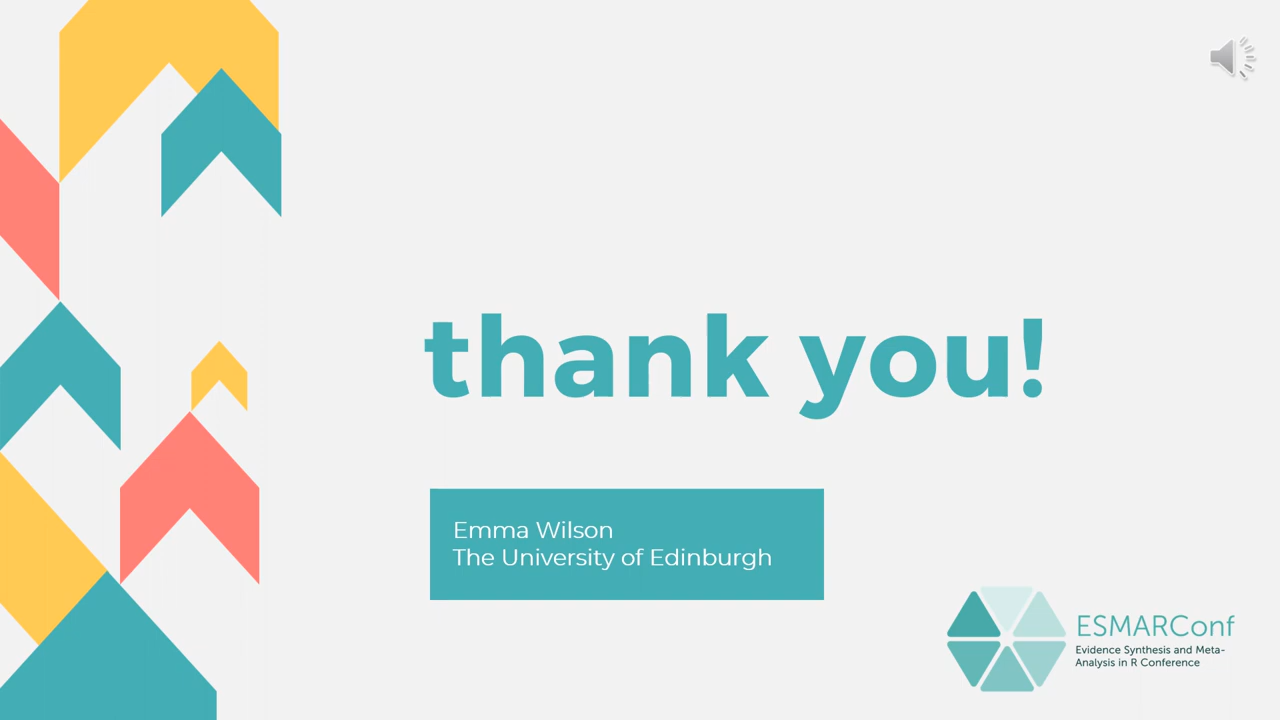 thank you!
Emma Wilson
The University of Edinburgh
ESMARConf
Evidence Synthesis and Meta-
Analysis in R Conference